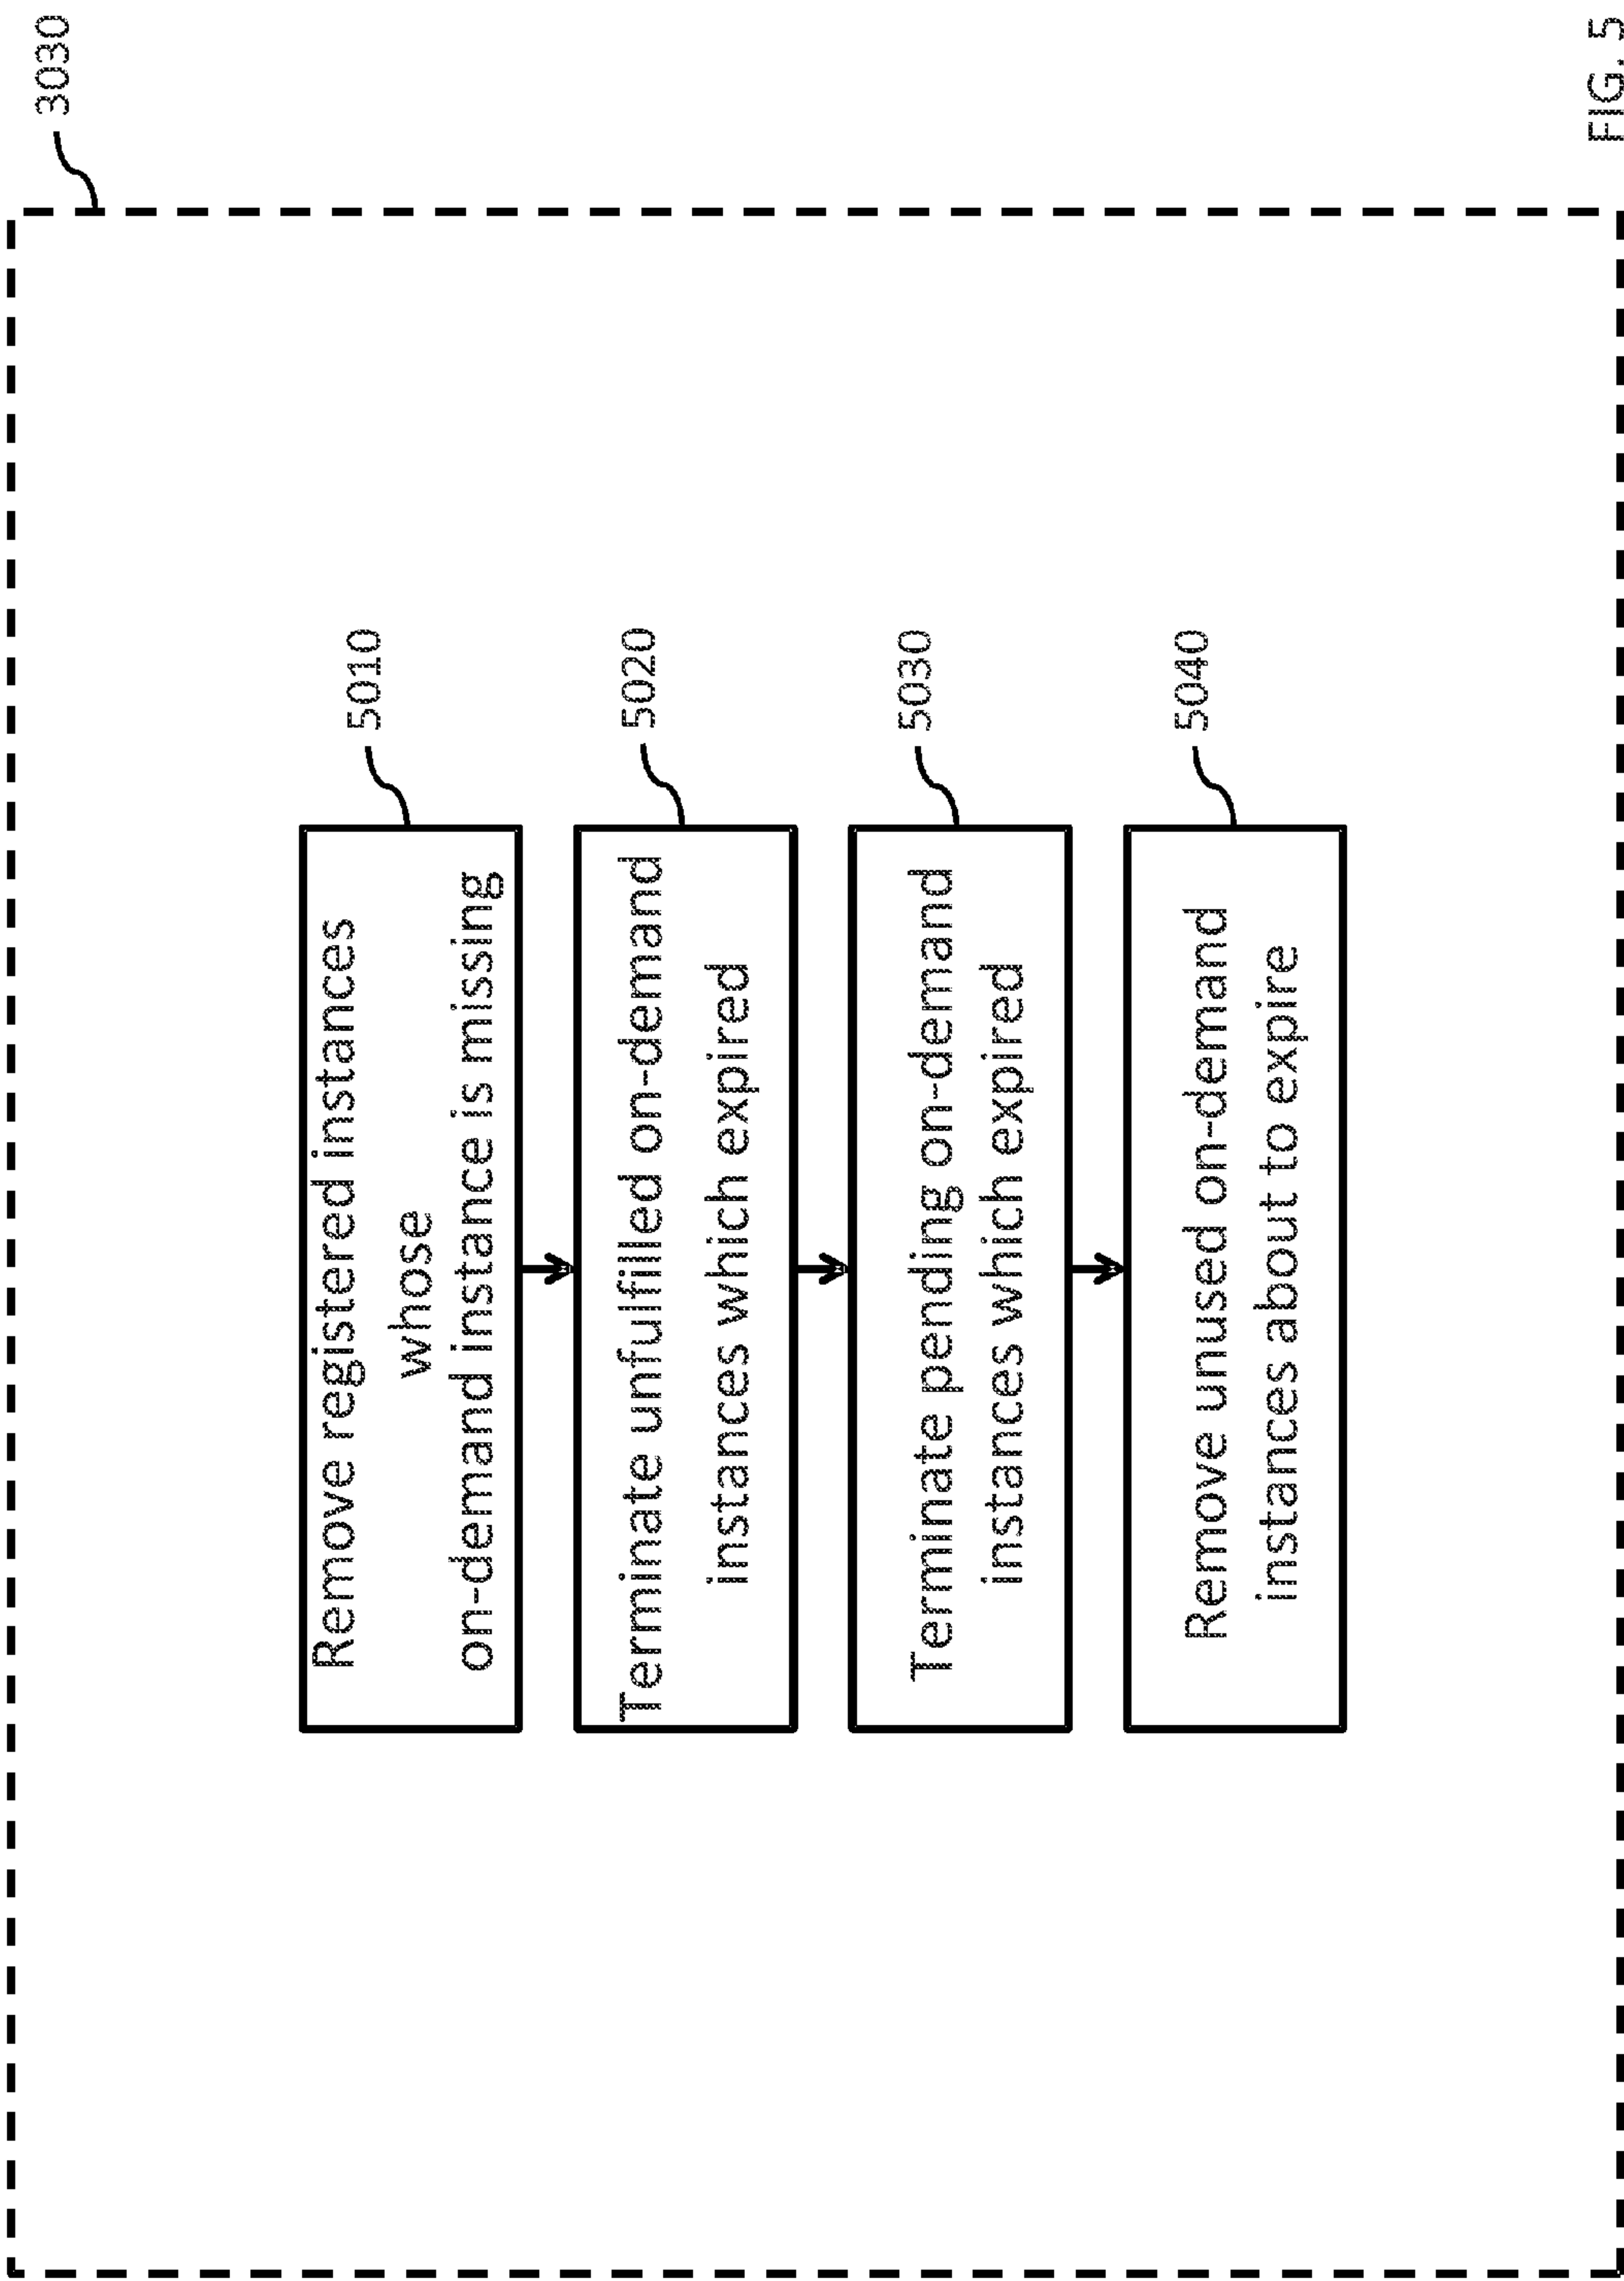 3030
Remove registered instances
whose
on-demand instance is missing
5010
Terminate unfulfilled on-demand
instances which expired
5020
Terminate pending on-demand
instances which expired
5030
Remove unused on-demand
instances about to expire
5040
FIG. 5